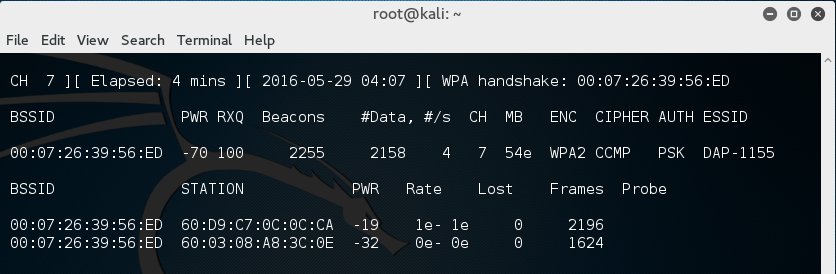 root@kali: ~
File Edit View Search Terminal Help
CH 7 ][ Elapsed: 4 mins ][ 2016-05-29 04:07 ][ WPA handshake: 00:07:26:39:56:ED
BSSID PWR RXQ Beacons #Data, #/s CH MB ENC CIPHER AUTH ESSID
00:07:26:39:56:ED -70 100 2255 2158 4 7 54e WPA2 CCMP PSK DAP-1155
BSSID STATION PWR Rate Lost Frames Probe
00:07:26:39:56:ED 60:D9:C7:0C:0C:CA -19 1e- 1e 0 2196
00:07:26:39:56:ED 60:03:08:A8:3C:0E -32 0e- 0e 0 1624